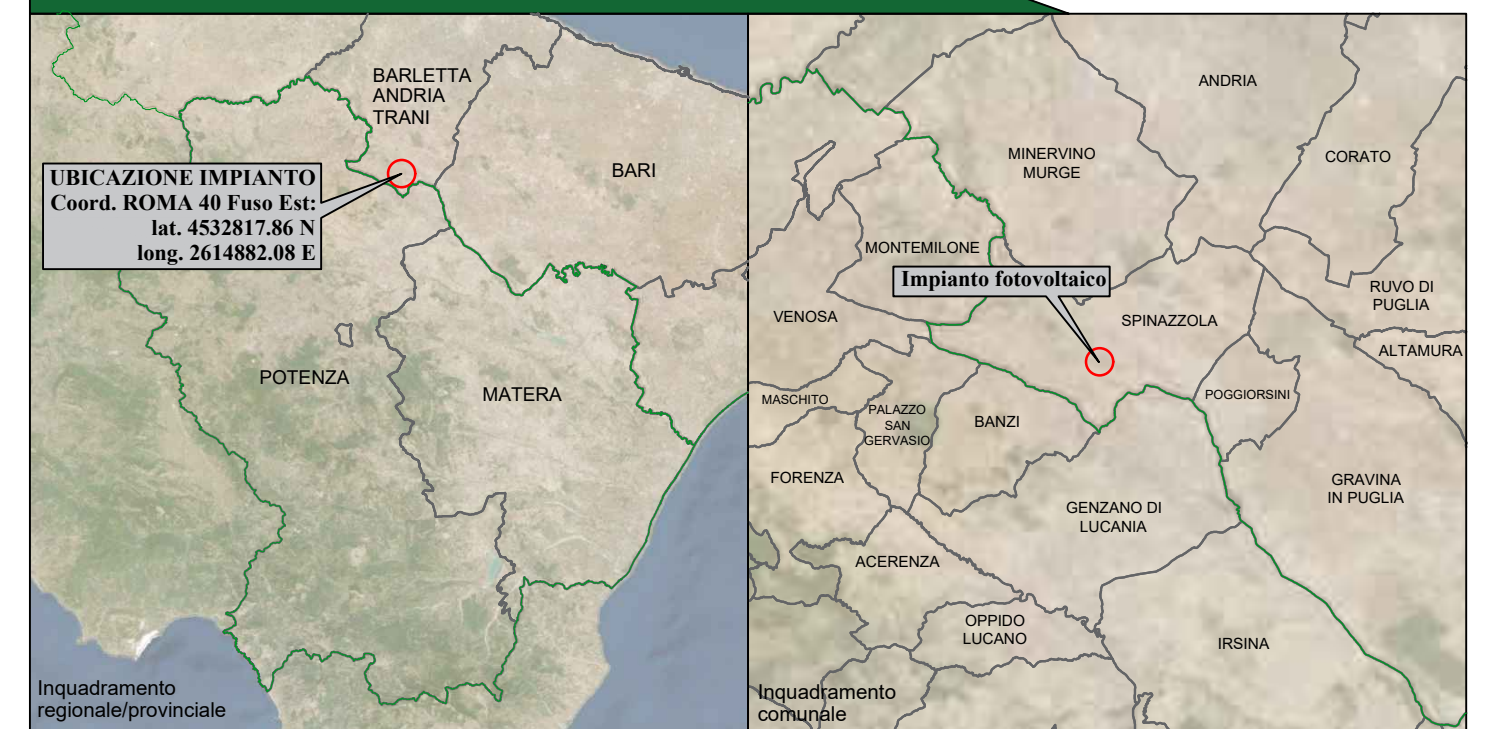 BARLETTA
ANDRIA
TRANI
BARI
UBICAZIONE IMPIANTO
Coord. ROMA 40 Fuso Est:
lat. 4532817.86 N
long. 2614882.08 E
POTENZA
MATERA
Inquadramento
regionale/provinciale
ANDRIA
MINERVINO
MURGE
CORATO
MONTEMILONE
Impianto fotovoltaico
RUVO DI
PUGLIA
VENOSA
SPINAZZOLA
ALTAMURA
MASCHITO
PALAZZO
SAN
GERVASIO
BANZI
POGGIORSINI
FORENZA
GRAVINA
IN PUGLIA
GENZANO DI
LUCANIA
ACERENZA
OPPIDO
LUCANO
IRSINA
Inquadramento
comunale